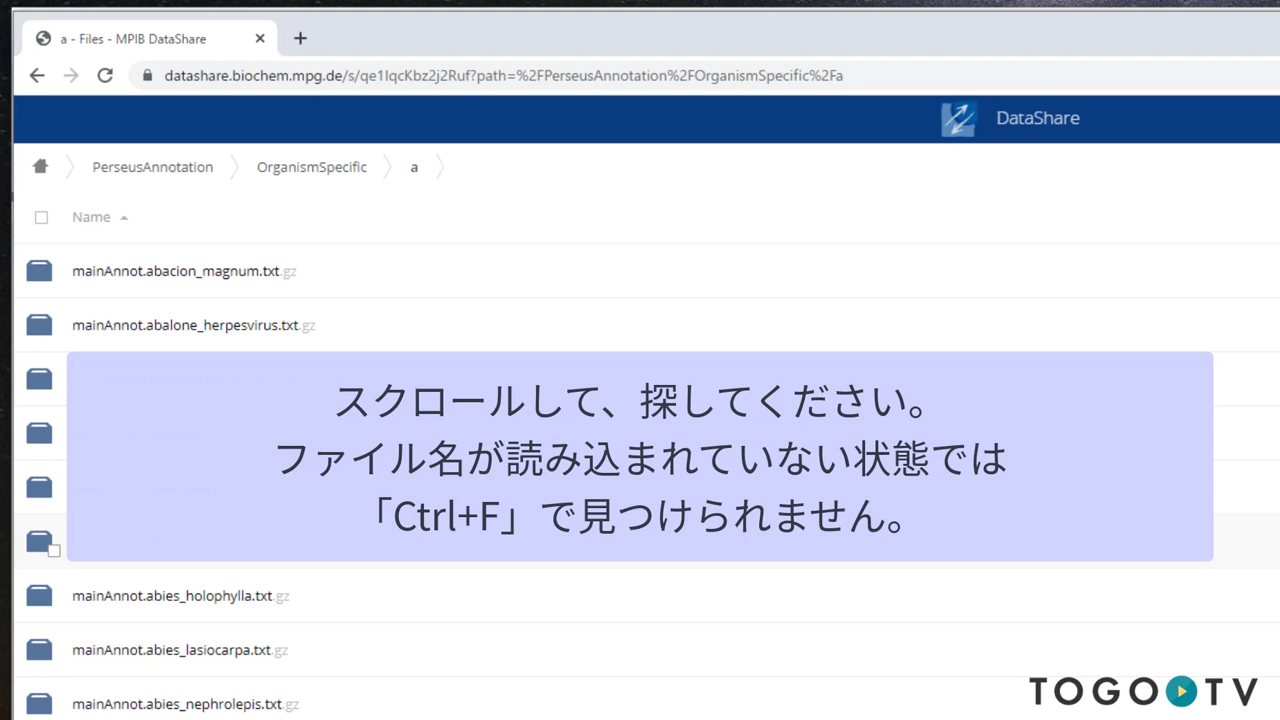 a - Files - MPIB DataShare
datashare.biochem.mpg.de/s/qe1IqcKbz2j2Ruf?path=%2FPerseusAnnotation%2FOrganismSpecific%2Fa
DataShare
PerseusAnnotation OrganismSpecific a
Name
mainAnnot.abacion_magnum.txt.gz
mainAnnot.abalone_herpesvirus.txt.gz
スクロールして、探してください。
ファイル名が読み込まれていない状態では
「Ctrl+F」で見つけられません。
mainAnnot.abies_holophylla.txt.gz
mainAnnot.abies_lasiocarpa.txt.gz
mainAnnot.abies_nephrolepis.txt.gz
TOGO TV